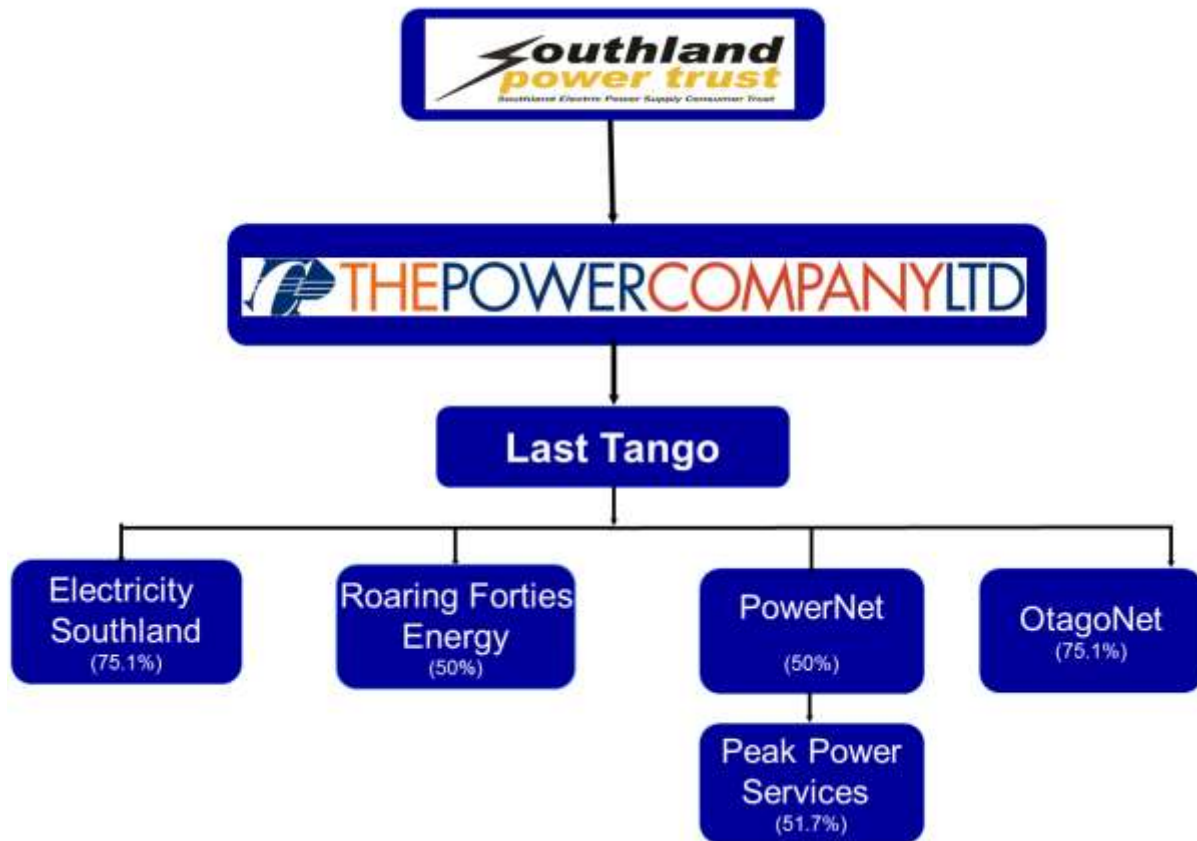 Southland
power trust
Southland Electric Power Supply Consumer Trust
THEPOWERCOMPANYLTD
Last Tango
Electricity
Southland
(75.1%)
Roaring Forties
Energy
(50%)
PowerNet
(50%)
OtagoNet
(75.1%)
Peak Power
Services
(51.7%)